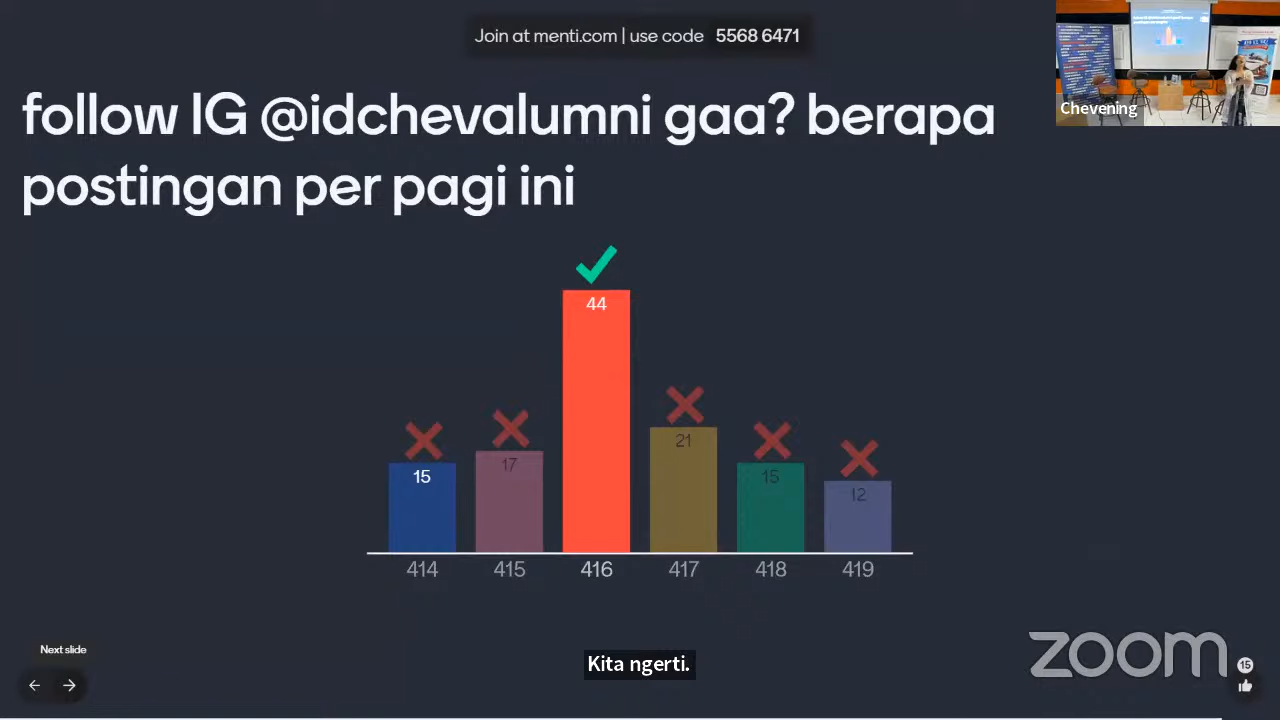 Join at menti.com | use code 5568 6471
follow IG @idchevalumni gaa? berapa
postingan per pagi ini
Chevening
44
15
17
21
15
12
414
415
416
417
418
419
Next slide
Kita ngerti.
zoom
15